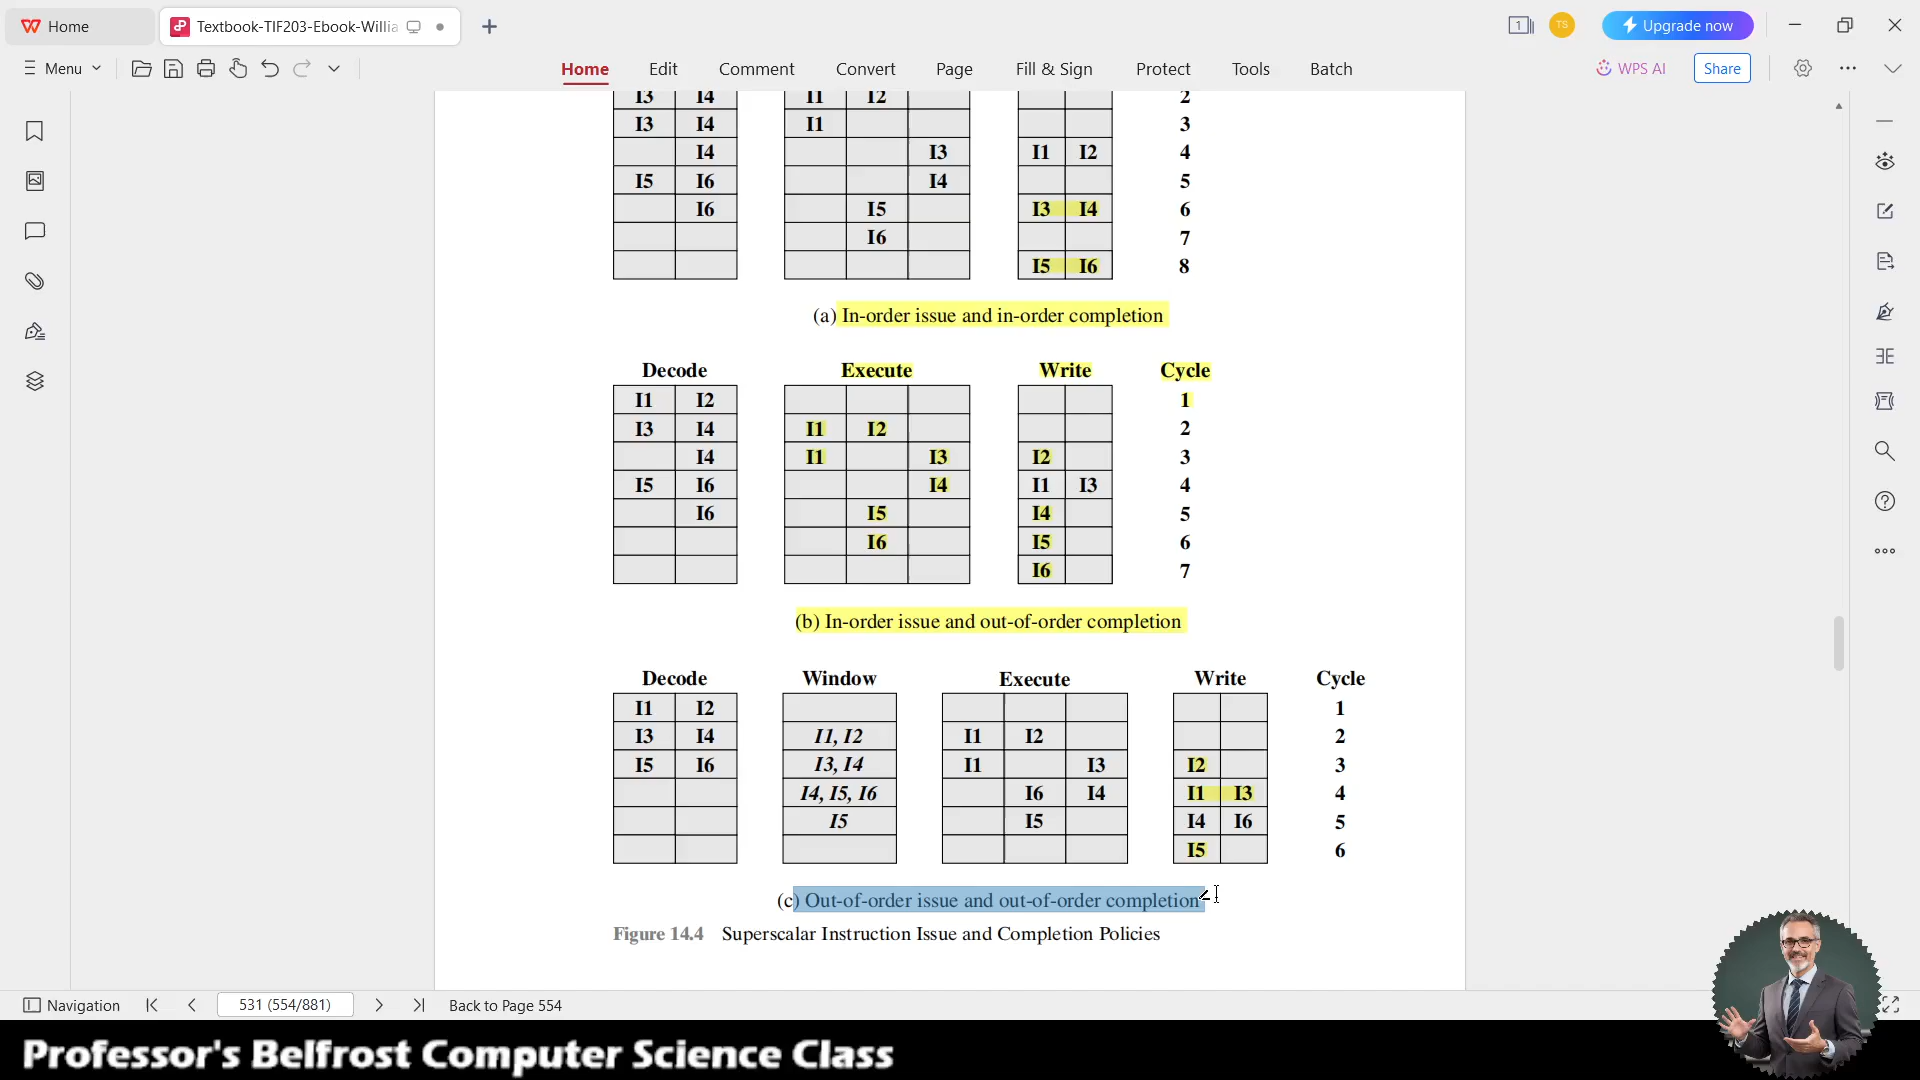 Home
Textbook-TIF203-Ebook-Willia
1
TS
Upgrade now
Menu
Home Edit Comment Convert Page Fill & Sign Protect Tools Batch
WPS AI
Share
I3 I4 I1 I2 2
I3 I4 I1 3
I4 I3 I1 I2 4
I5 I6 I4 5
I6 I5 I3 I4 6
I6 7
I5 I6 8
(a) In-order issue and in-order completion
Decode Execute Write Cycle
I1 I2 1
I3 I4 I1 I2 2
I4 I1 I3 I2 3
I5 I6 I4 I1 I3 4
I6 I5 I4 5
I6 I5 6
I6 7
(b) In-order issue and out-of-order completion
Decode Window Execute Write Cycle
I1 I2 1
I3 I4 I1, I2 I1 I2 2
I5 I6 I3, I4 I1 I3 I2 3
I4, I5, I6 I6 I4 I1 I3 4
I5 I5 I4 I6 5
I5 6
(c) Out-of-order issue and out-of-order completion
Figure 14.4 Superscalar Instruction Issue and Completion Policies
Navigation
531 (554/881)
Back to Page 554
Professor's Belfrost Computer Science Class